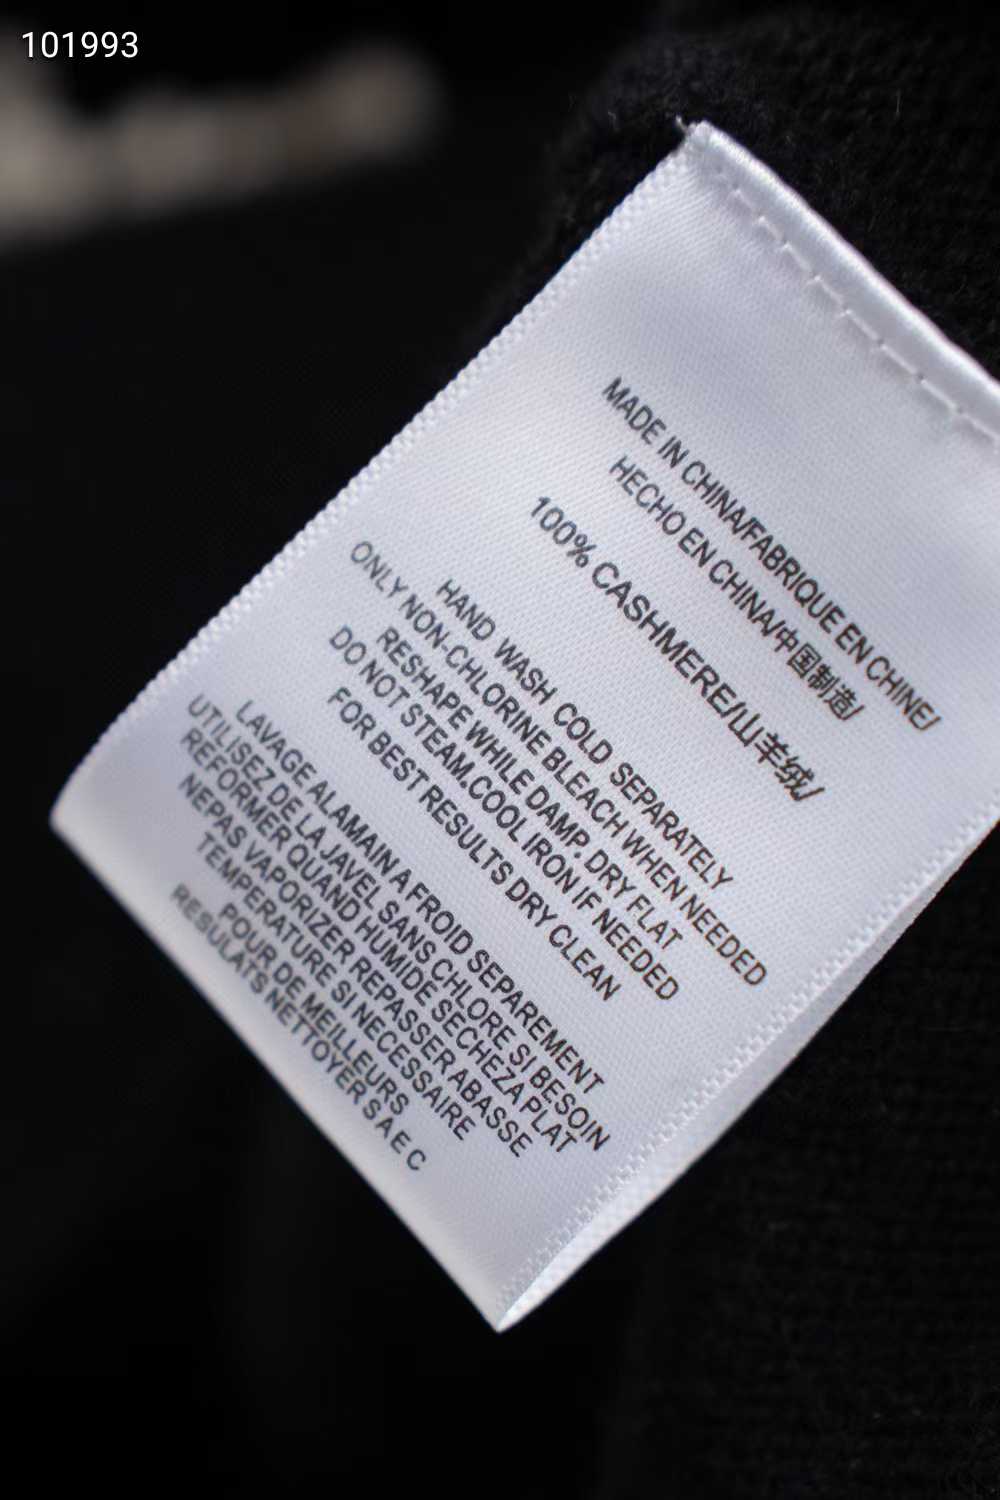 101993
MADE IN CHINA/FABRIQUE EN CHINE/
HECHO EN CHINA/中国制造/
100% CASHMERE/山羊绒/
HAND WASH COLD SEPARATELY
ONLY NON-CHLORINE BLEACH WHEN NEEDED
RESHAPE WHILE DAMP. DRY FLAT
DO NOT STEAM.COOL IRON IF NEEDED
FOR BEST RESULTS DRY CLEAN
LAVAGE ALAMAIN A FROID SEPAREMENT
UTILISEZ DE LA JAVEL SANS CHLORE SI BESOIN
REFORMER QUAND HUMIDE SECHEZA PLAT
NEPAS VAPORIZER REPASSER ABASSE
TEMPERATURE SI NECESSAIRE
POUR DE MEILLEURS
RESULATS NETTOYER S A E C